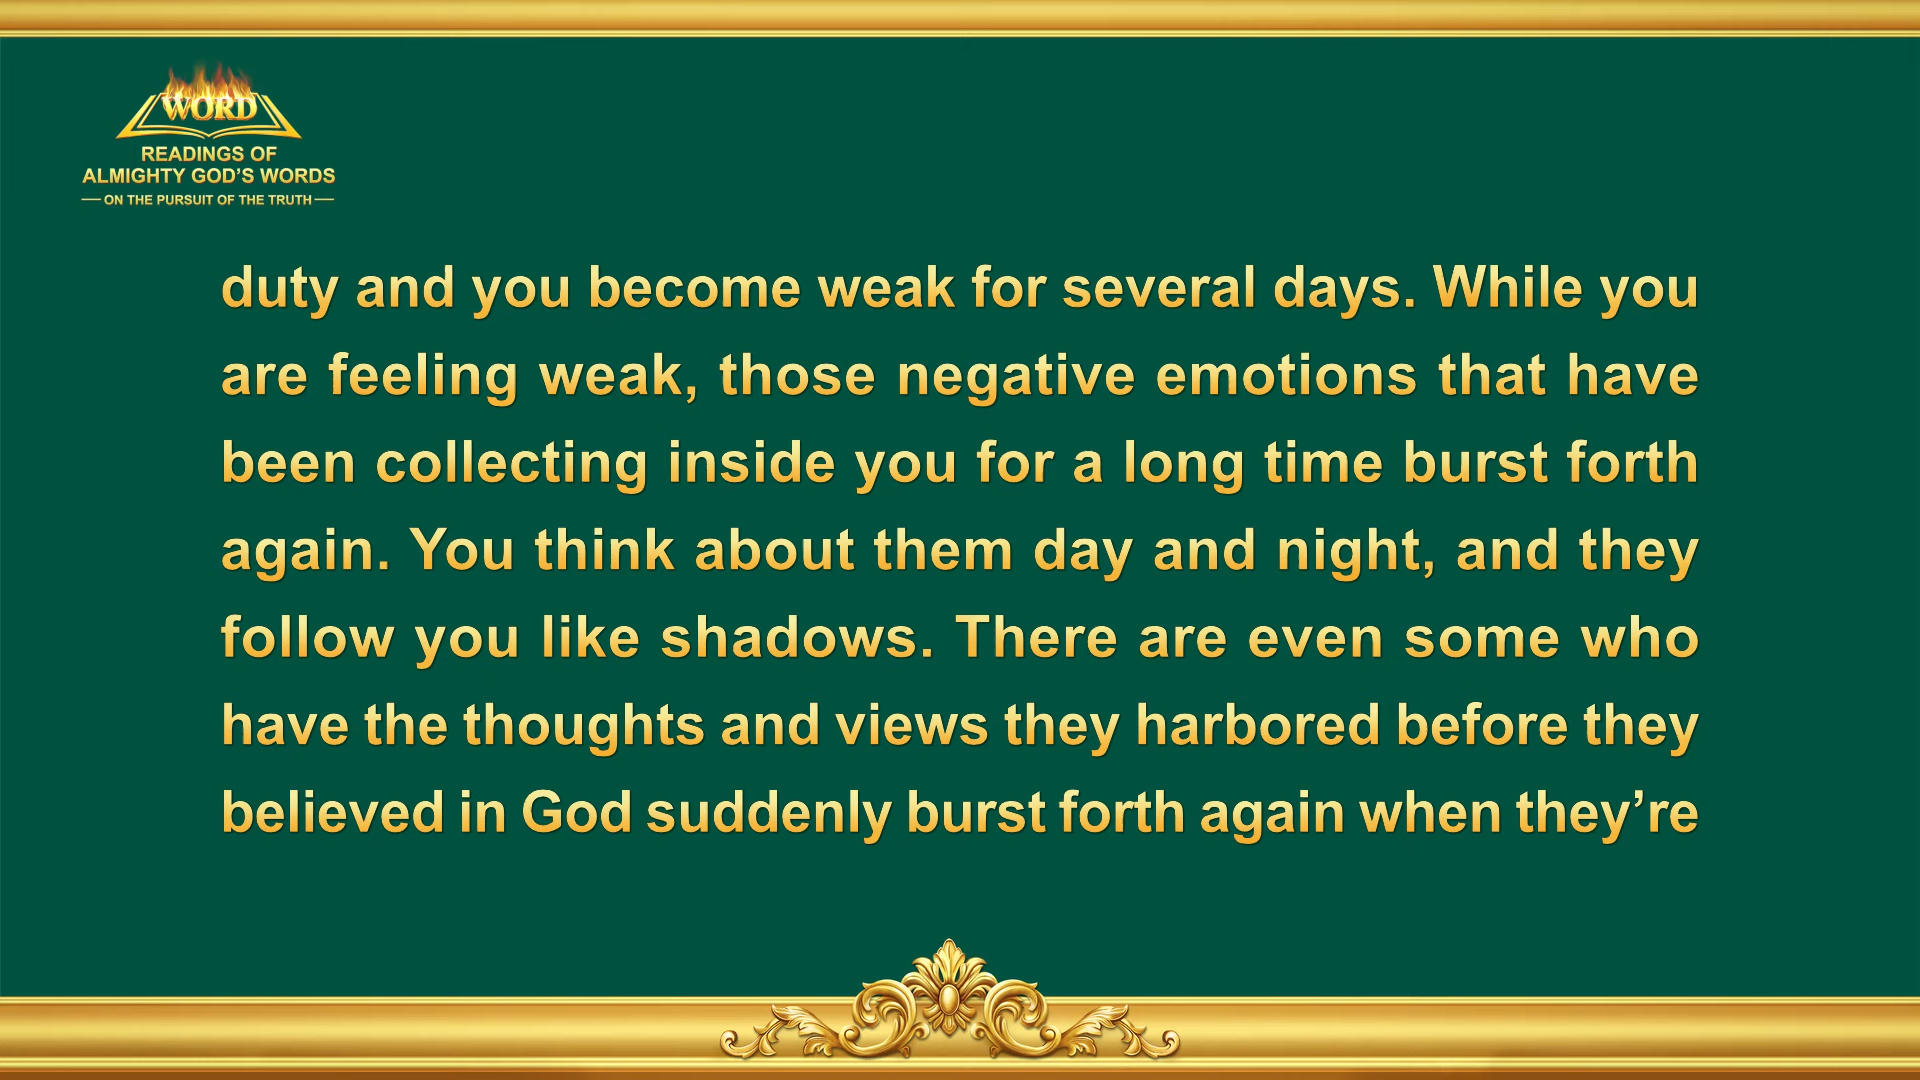 WORD
READINGS OF
ALMIGHTY GOD’S WORDS
ON THE PURSUIT OF THE TRUTH
duty and you become weak for several days. While you
are feeling weak, those negative emotions that have
been collecting inside you for a long time burst forth
again. You think about them day and night, and they
follow you like shadows. There are even some who
have the thoughts and views they harbored before they
believed in God suddenly burst forth again when they’re